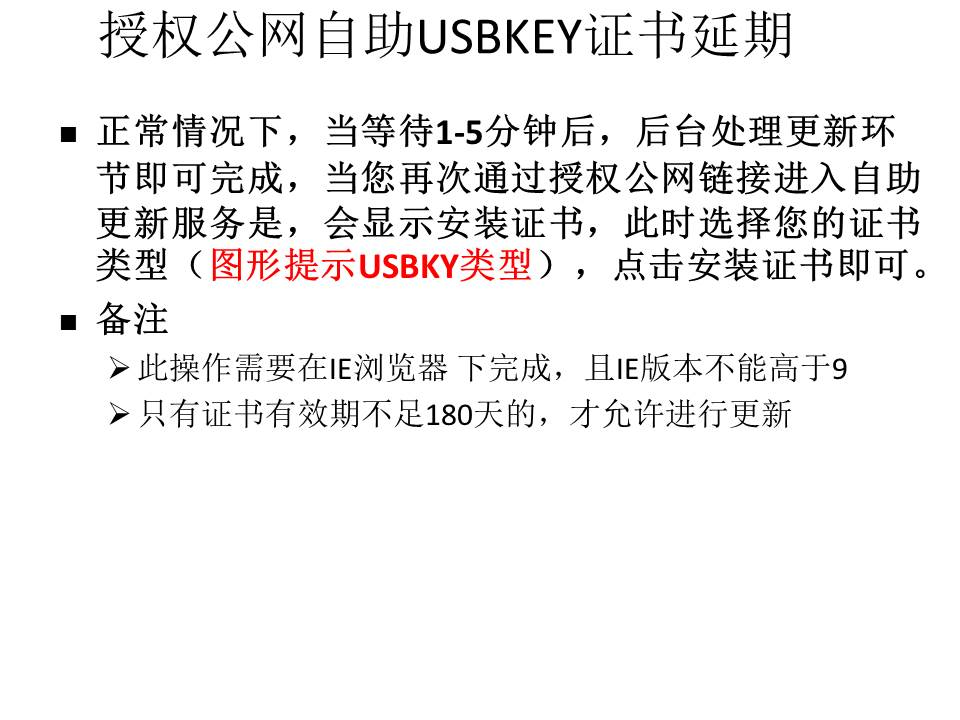 授权公网自助USBKEY证书延期
■ 正常情况下，当等待1-5分钟后，后台处理更新环
节即可完成，当您再次通过授权公网链接进入自助
更新服务是，会显示安装证书，此时选择您的证书
类型（图形提示USBKY类型），点击安装证书即可。
■ 备注
➢ 此操作需要在IE浏览器 下完成，且IE版本不能高于9
➢ 只有证书有效期不足180天的，才允许进行更新